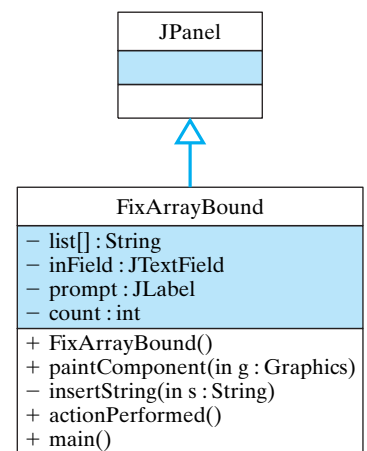 JPanel
FixArrayBound
− list[] : String
− inField : JTextField
− prompt : JLabel
− count : int
+ FixArrayBound()
+ paintComponent(in g : Graphics)
− insertString(in s : String)
+ actionPerformed()
+ main()